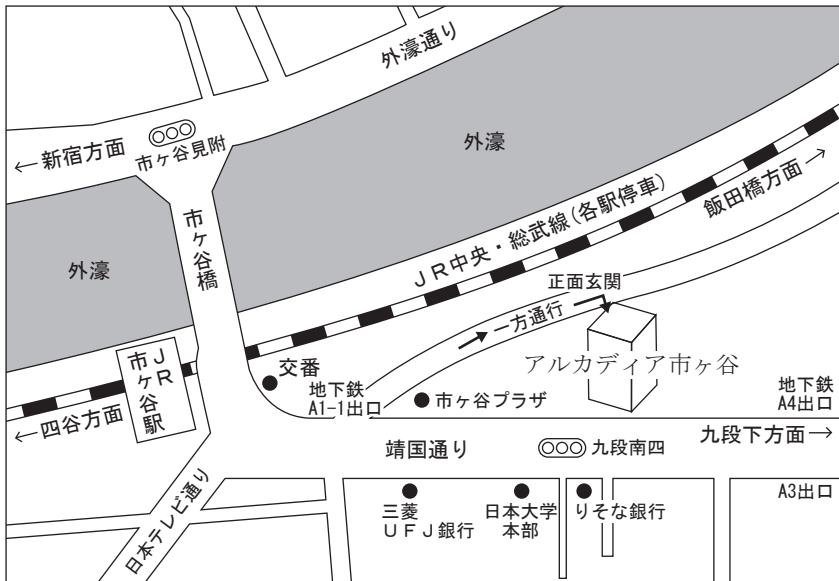 外濠通り
←新宿方面
市ヶ谷見附
外濠
外濠
市ヶ谷橋
ＪＲ中央・総武線(各駅停車)
飯田橋方面→
正面玄関
→一方通行
アルカディア市ヶ谷
ＪＲ
市ヶ谷駅
←四谷方面
交番
地下鉄
A1-1出口
市ヶ谷プラザ
地下鉄
A4出口
靖国通り
九段南四
九段下方面→
日本テレビ通り
三菱
ＵＦＪ銀行
日本大学
本部
りそな銀行
A3出口